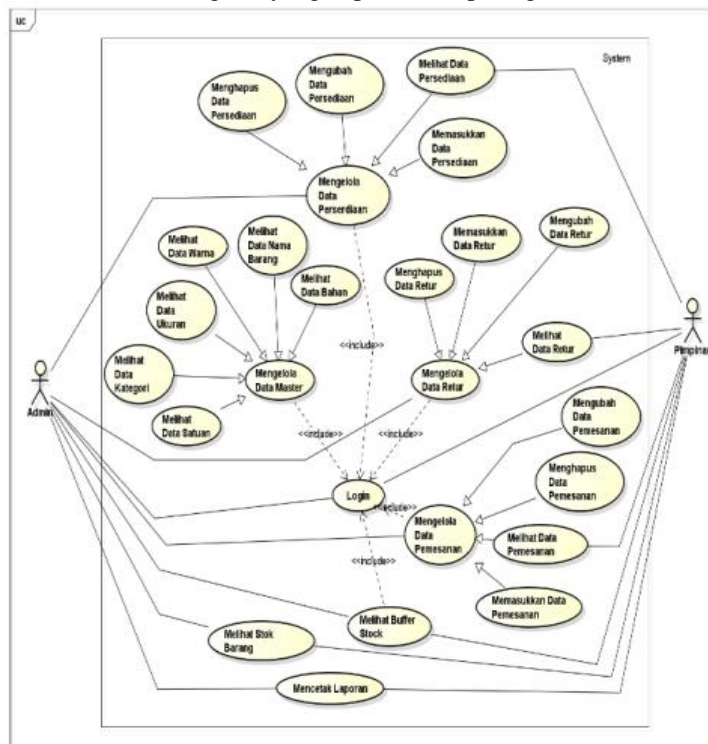 uc
System
Menghapus
Data
Persediaan
Mengubah
Data
Persediaan
Melihat Data
Persediaan
Memasukkan
Data
Persediaan
Mengelola
Data
Perserdiaan
Melihat
Data Warna
Melihat
Data Nama
Barang
Melihat
Data Bahan
Melihat
Data
Ukuran
Melihat
Data
Kategori
Melihat
Data Satuan
Mengelola
Data Master
Menghapus
Data Retur
Memasukkan
Data Retur
Mengubah
Data Retur
Melihat
Data Retur
Mengelola
Data Retur
<<include>>
<<include>>
<<include>>
Admin
Pimpinan
Login
<<include>>
<<include>>
Mengelola
Data
Pemesanan
Mengubah
Data
Pemesanan
Menghapus
Data
Pemesanan
Melihat Data
Pemesanan
Memasukkan Data
Pemesanan
Melihat Buffer
Stock
Melihat Stok
Barang
Mencetak Laporan